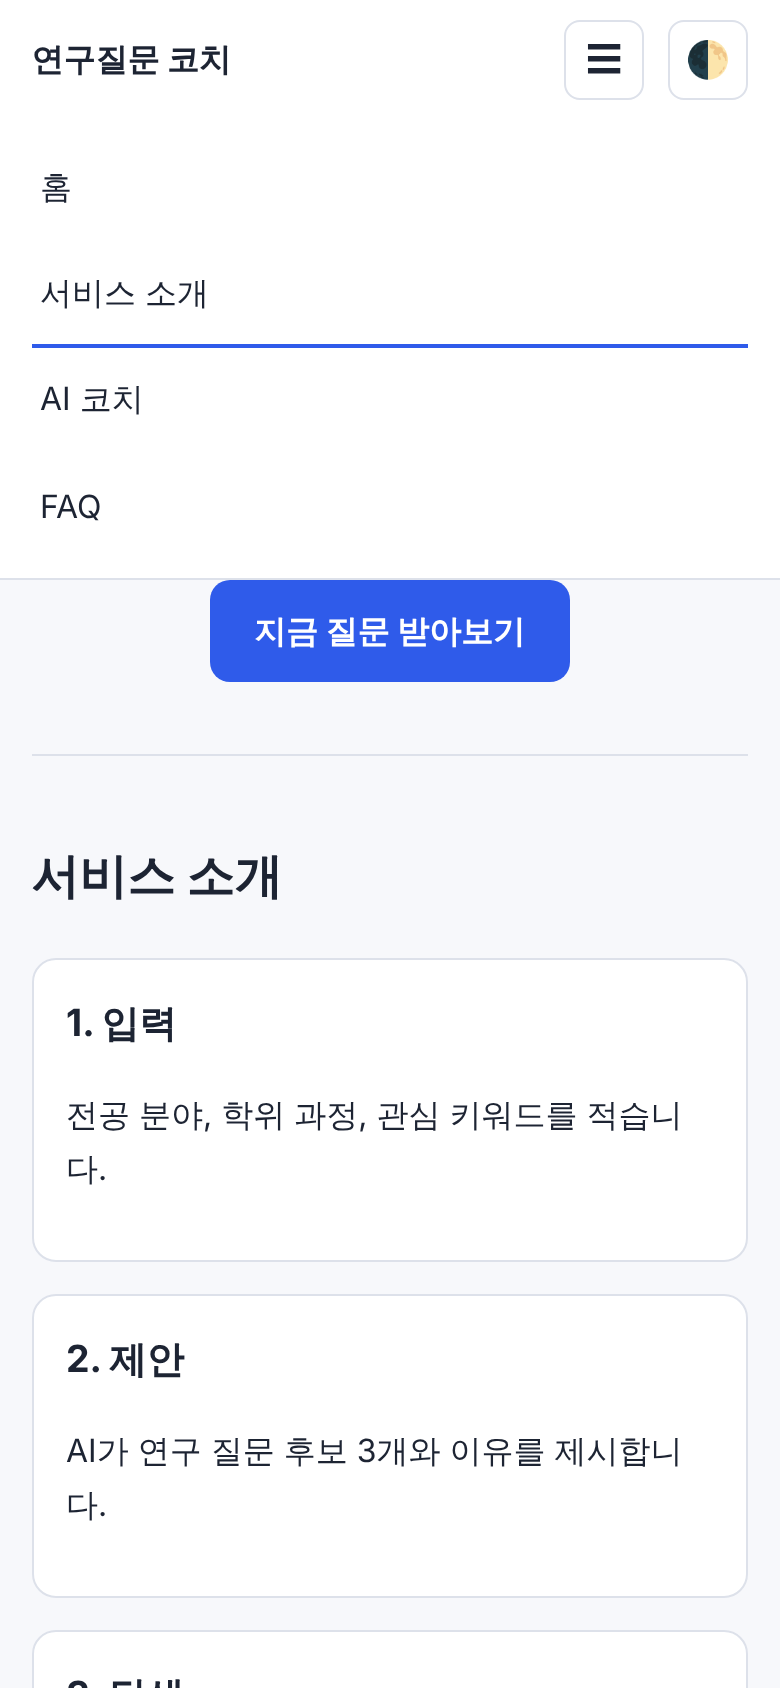 연구질문 코치
홈
서비스 소개
AI 코치
FAQ
지금 질문 받아보기
서비스 소개
1. 입력
전공 분야, 학위 과정, 관심 키워드를 적습니
다.
2. 제안
AI가 연구 질문 후보 3개와 이유를 제시합니
다.